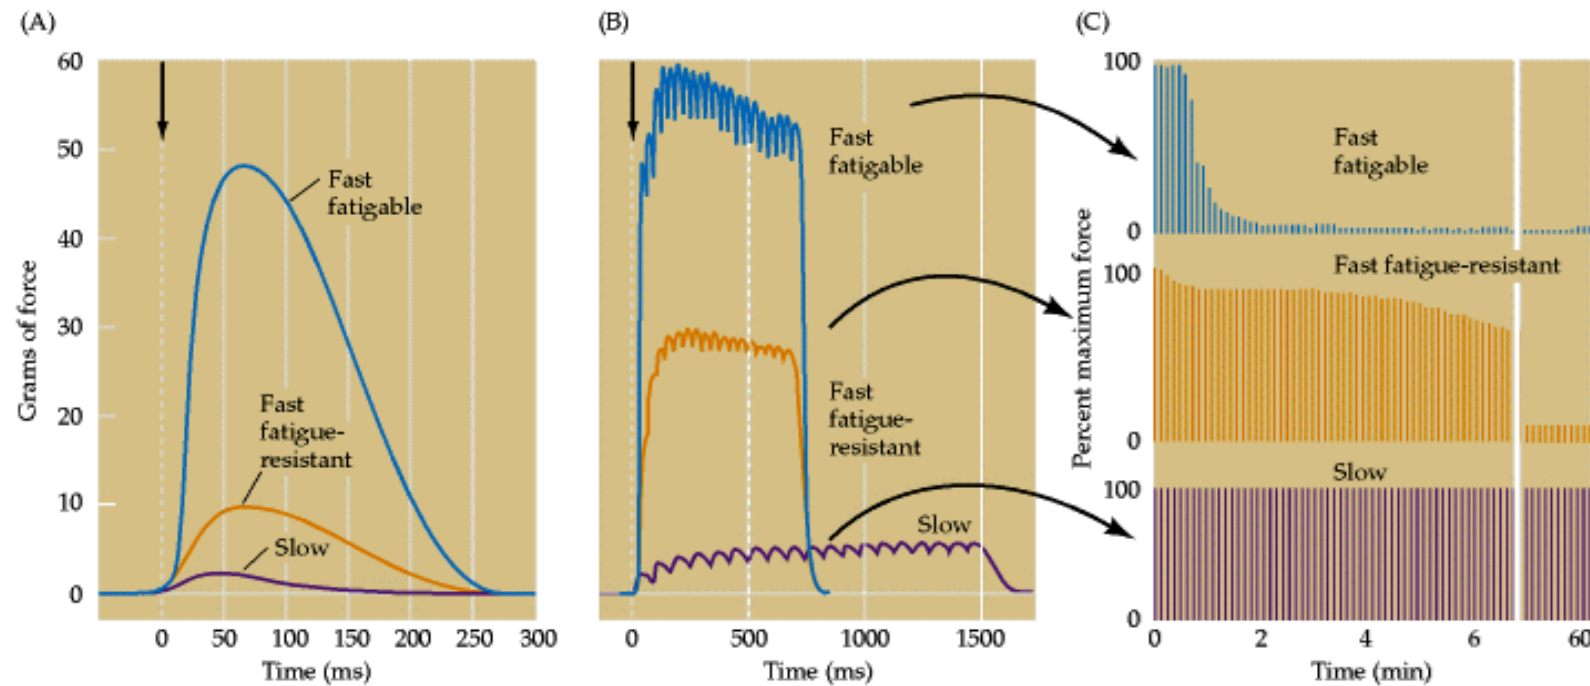 (A)
Grams of force
60
50
40
30
20
10
0
Fast
fatigable
Fast
fatigue-
resistant
Slow
0 50 100 150 200 250 300
Time (ms)
(B)
Fast
fatigable
Fast
fatigue-
resistant
Slow
0 500 1000 1500
Time (ms)
(C)
Percent maximum force
100
Fast
fatigable
0
Fast fatigue-resistant
100
0
Slow
100
0
0 2 4 6 60
Time (min)